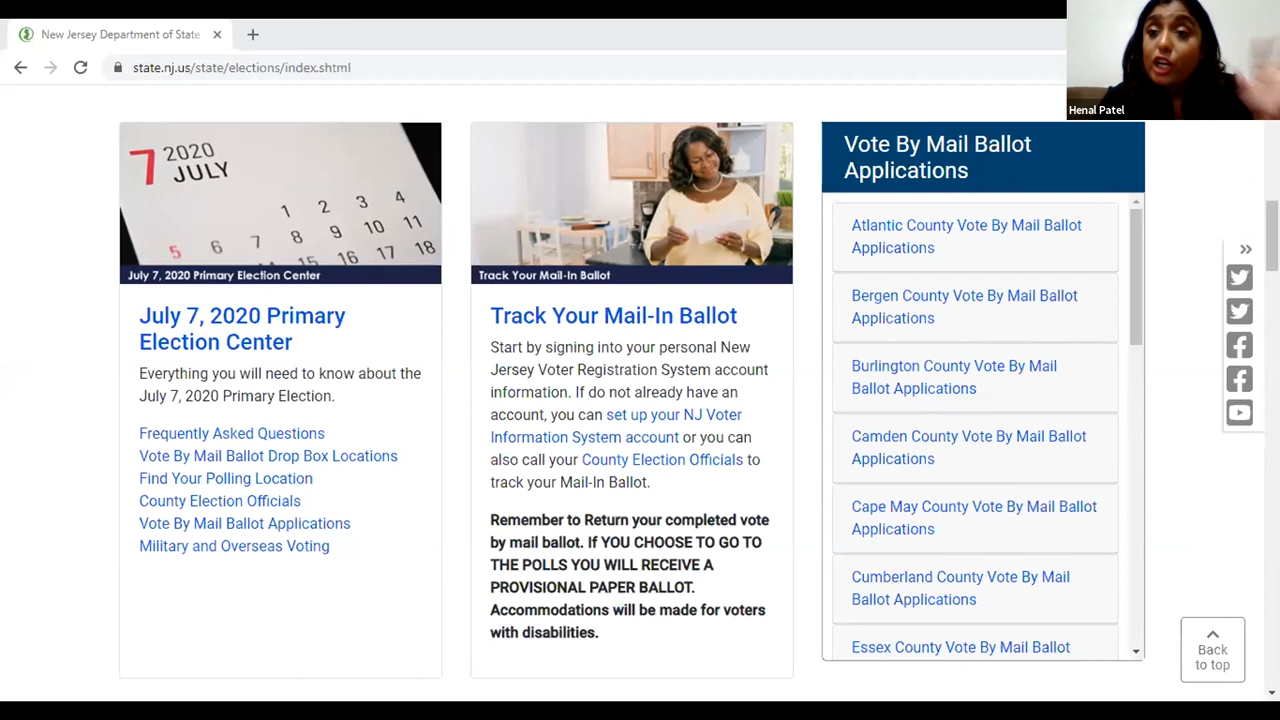 New Jersey Department of State
state.nj.us/state/elections/index.shtml
Henal Patel
7 2020
JULY
1 2 3 4
5 6 7 8 9 10 11
15 16 17 18
July 7, 2020 Primary Election Center
July 7, 2020 Primary
Election Center
Everything you will need to know about the
July 7, 2020 Primary Election.
Frequently Asked Questions
Vote By Mail Ballot Drop Box Locations
Find Your Polling Location
County Election Officials
Vote By Mail Ballot Applications
Military and Overseas Voting
Track Your Mail-In Ballot
Track Your Mail-In Ballot
Start by signing into your personal New
Jersey Voter Registration System account
information. If do not already have an
account, you can set up your NJ Voter
Information System account or you can
also call your County Election Officials to
track your Mail-In Ballot.
Remember to Return your completed vote
by mail ballot. If YOU CHOOSE TO GO TO
THE POLLS YOU WILL RECEIVE A
PROVISIONAL PAPER BALLOT.
Accommodations will be made for voters
with disabilities.
Vote By Mail Ballot
Applications
Atlantic County Vote By Mail Ballot
Applications
Bergen County Vote By Mail Ballot
Applications
Burlington County Vote By Mail
Ballot Applications
Camden County Vote By Mail Ballot
Applications
Cape May County Vote By Mail Ballot
Applications
Cumberland County Vote By Mail
Ballot Applications
Essex County Vote By Mail Ballot
Back
to top